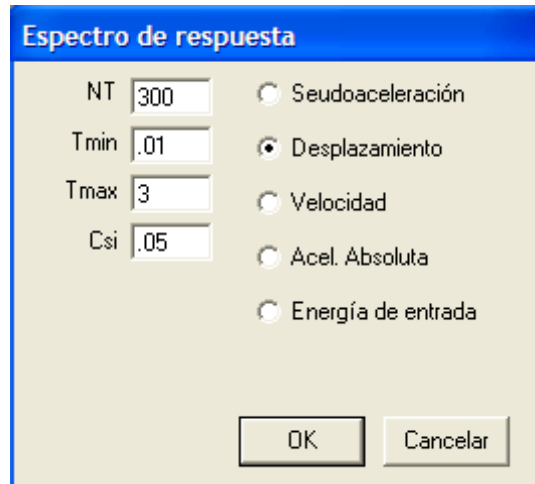 Espectro de respuesta
NT 300
Tmin .01
Tmax 3
Csi .05
Seudoaceleración
Desplazamiento
Velocidad
Acel. Absoluta
Energía de entrada
OK
Cancelar